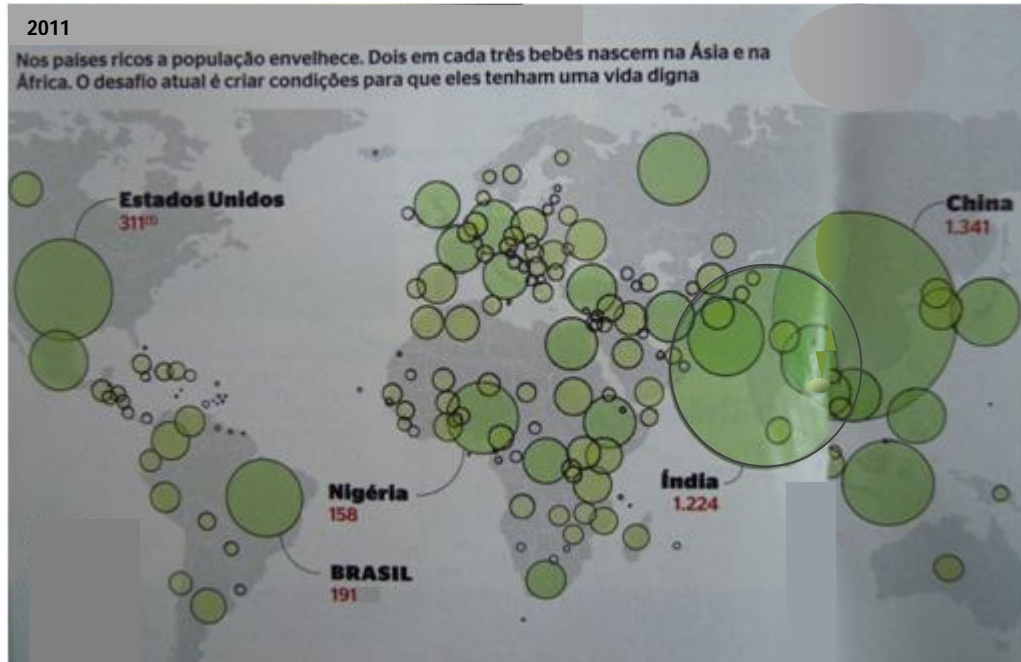 2011
Nos países ricos a população envelhece. Dois em cada três bebês nascem na Ásia e na
África. O desafio atual é criar condições para que eles tenham uma vida digna
Estados Unidos
311⁽¹⁾
China
1.341
Nigéria
158
Índia
1.224
BRASIL
191